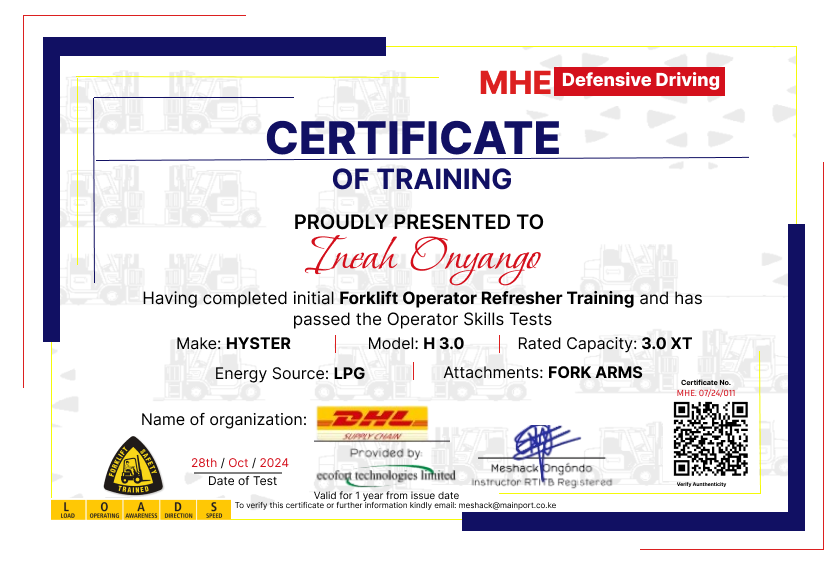 MHE Defensive Driving
CERTIFICATE
OF TRAINING
PROUDLY PRESENTED TO
Ineah Onyango
Having completed initial Forklift Operator Refresher Training and has
passed the Operator Skills Tests
Make: HYSTER | Model: H 3.0 | Rated Capacity: 3.0 XT
Energy Source: LPG | Attachments: FORK ARMS
Certificate No.
MHE. 07/24/011
Name of organization: DHL
SUPPLY CHAIN
Provided by:
ecofort technologies limited
Valid for 1 year from issue date
FORKLIFT SAFETY
TRAINED
28th / Oct / 2024
Date of Test
Meshack Ongóndo
Instructor RTITB Registered
Verify Aunthenticity
L O A D S
LOAD OPERATING AWARENESS DIRECTION SPEED
To verify this certificate or further information kindly email: meshack@mainport.co.ke